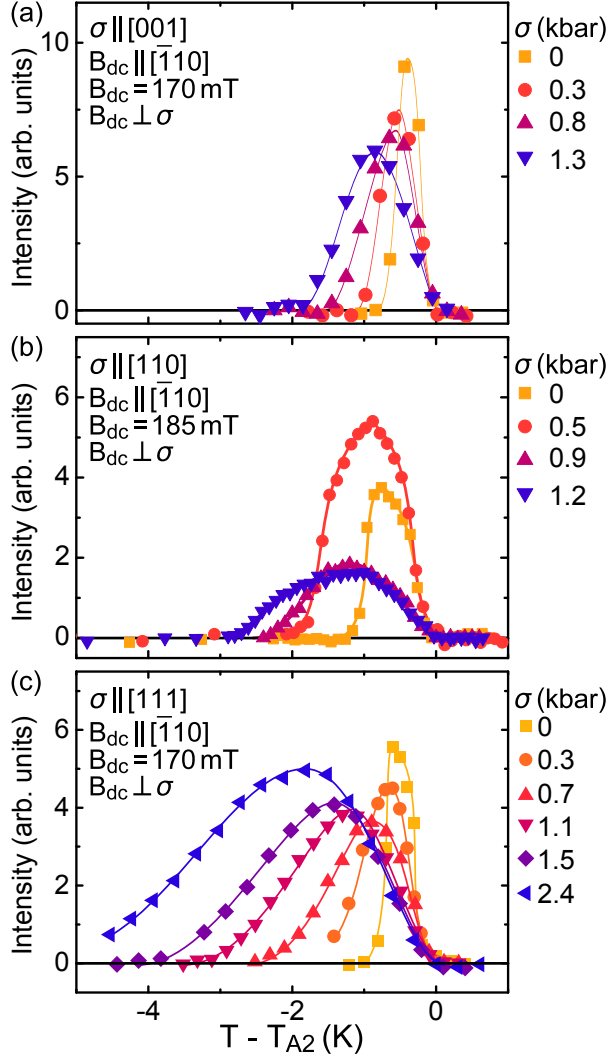 (a)
σ || [001]
B_dc || [1̄10]
B_dc = 170 mT
B_dc ⊥ σ
Intensity (arb. units)
10
5
0
σ (kbar)
0
0.3
0.8
1.3
(b)
σ || [110]
B_dc || [1̄10]
B_dc = 185 mT
B_dc ⊥ σ
Intensity (arb. units)
6
4
2
0
σ (kbar)
0
0.5
0.9
1.2
(c)
σ || [111]
B_dc || [1̄10]
B_dc = 170 mT
B_dc ⊥ σ
Intensity (arb. units)
6
4
2
0
σ (kbar)
0
0.3
0.7
1.1
1.5
2.4
-4
-2
0
T - T_A2 (K)